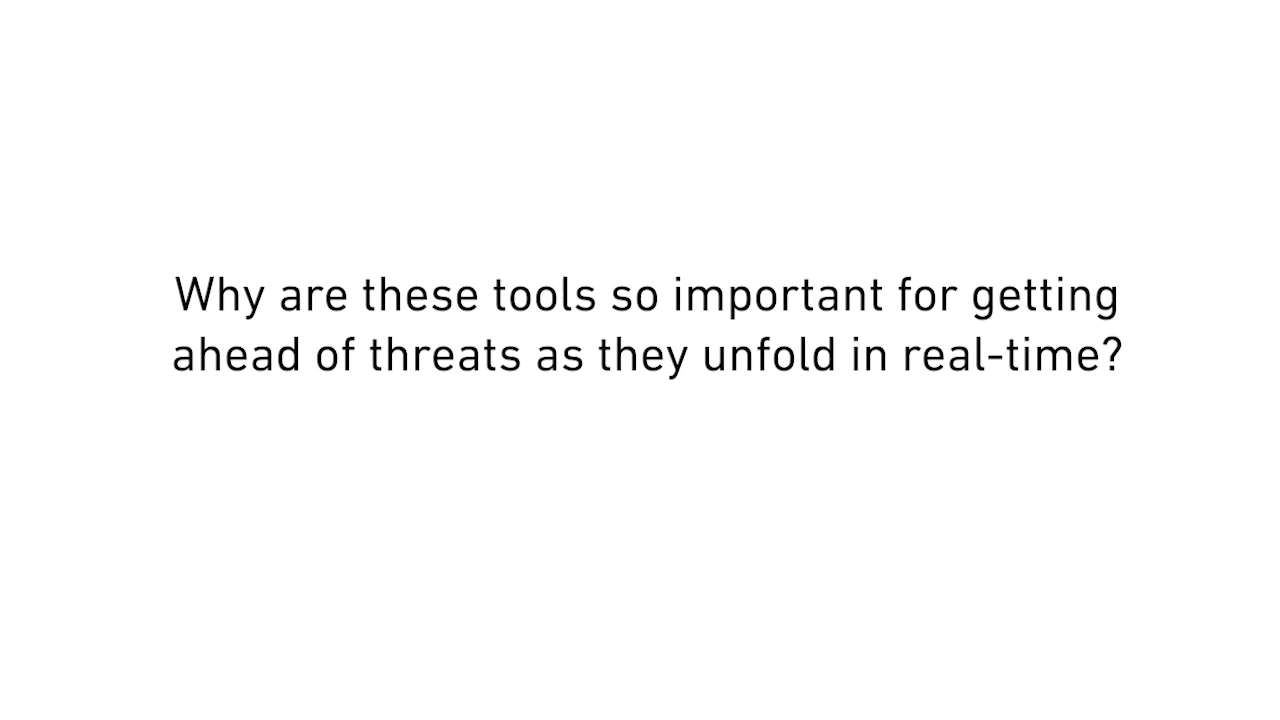 Why are these tools so important for getting
ahead of threats as they unfold in real-time?